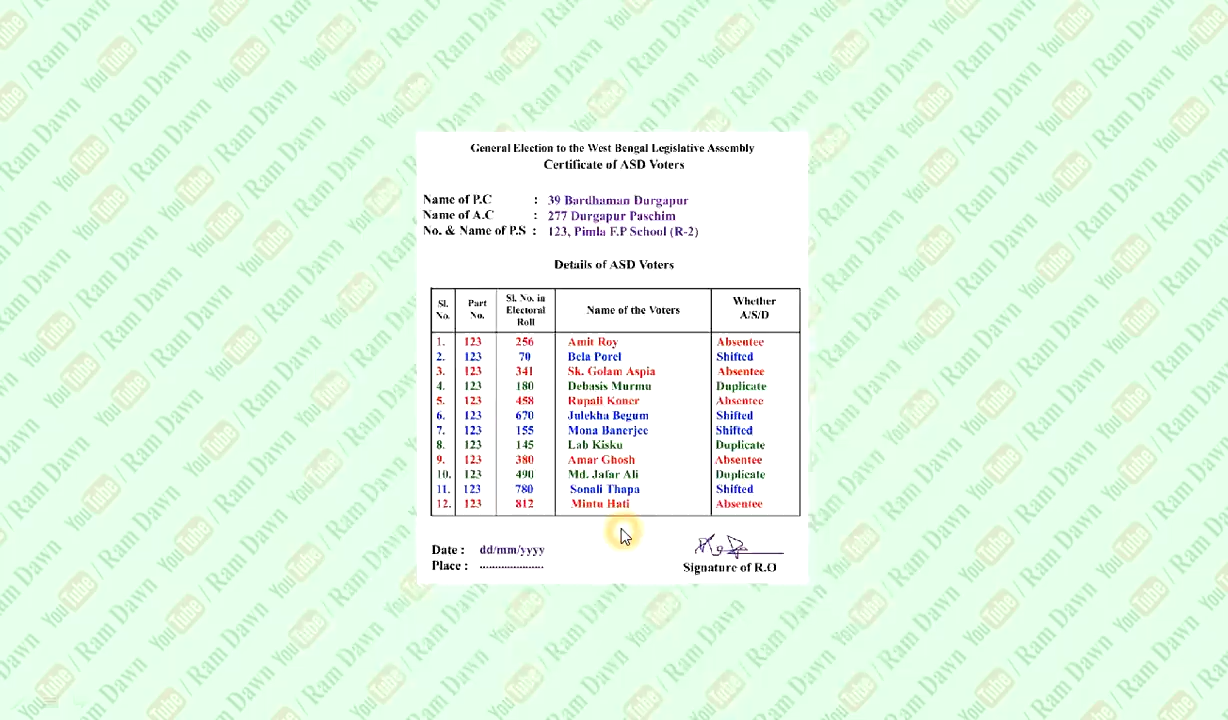 General Election to the West Bengal Legislative Assembly
Certificate of ASD Voters
Name of P.C : 39 Bardhaman Durgapur
Name of A.C : 277 Durgapur Paschim
No. & Name of P.S : 123, Pimla F.P School (R-2)
Details of ASD Voters
Sl. No. Part No. Sl. No. in Electoral Roll Name of the Voters Whether A/S/D
1. 123 256 Amit Roy Absentee
2. 123 70 Bela Porel Shifted
3. 123 341 Sk. Golam Aspia Absentee
4. 123 180 Debasis Murmu Duplicate
5. 123 458 Rupali Koner Absentee
6. 123 670 Julekha Begum Shifted
7. 123 155 Mona Banerjee Shifted
8. 123 145 Lab Kisku Duplicate
9. 123 380 Amar Ghosh Absentee
10. 123 490 Md. Jafar Ali Duplicate
11. 123 780 Sonali Thapa Shifted
12. 123 812 Mintu Hati Absentee
Date : dd/mm/yyyy
Place : ....................
Signature of R.O
YouTube / Ram Dawn